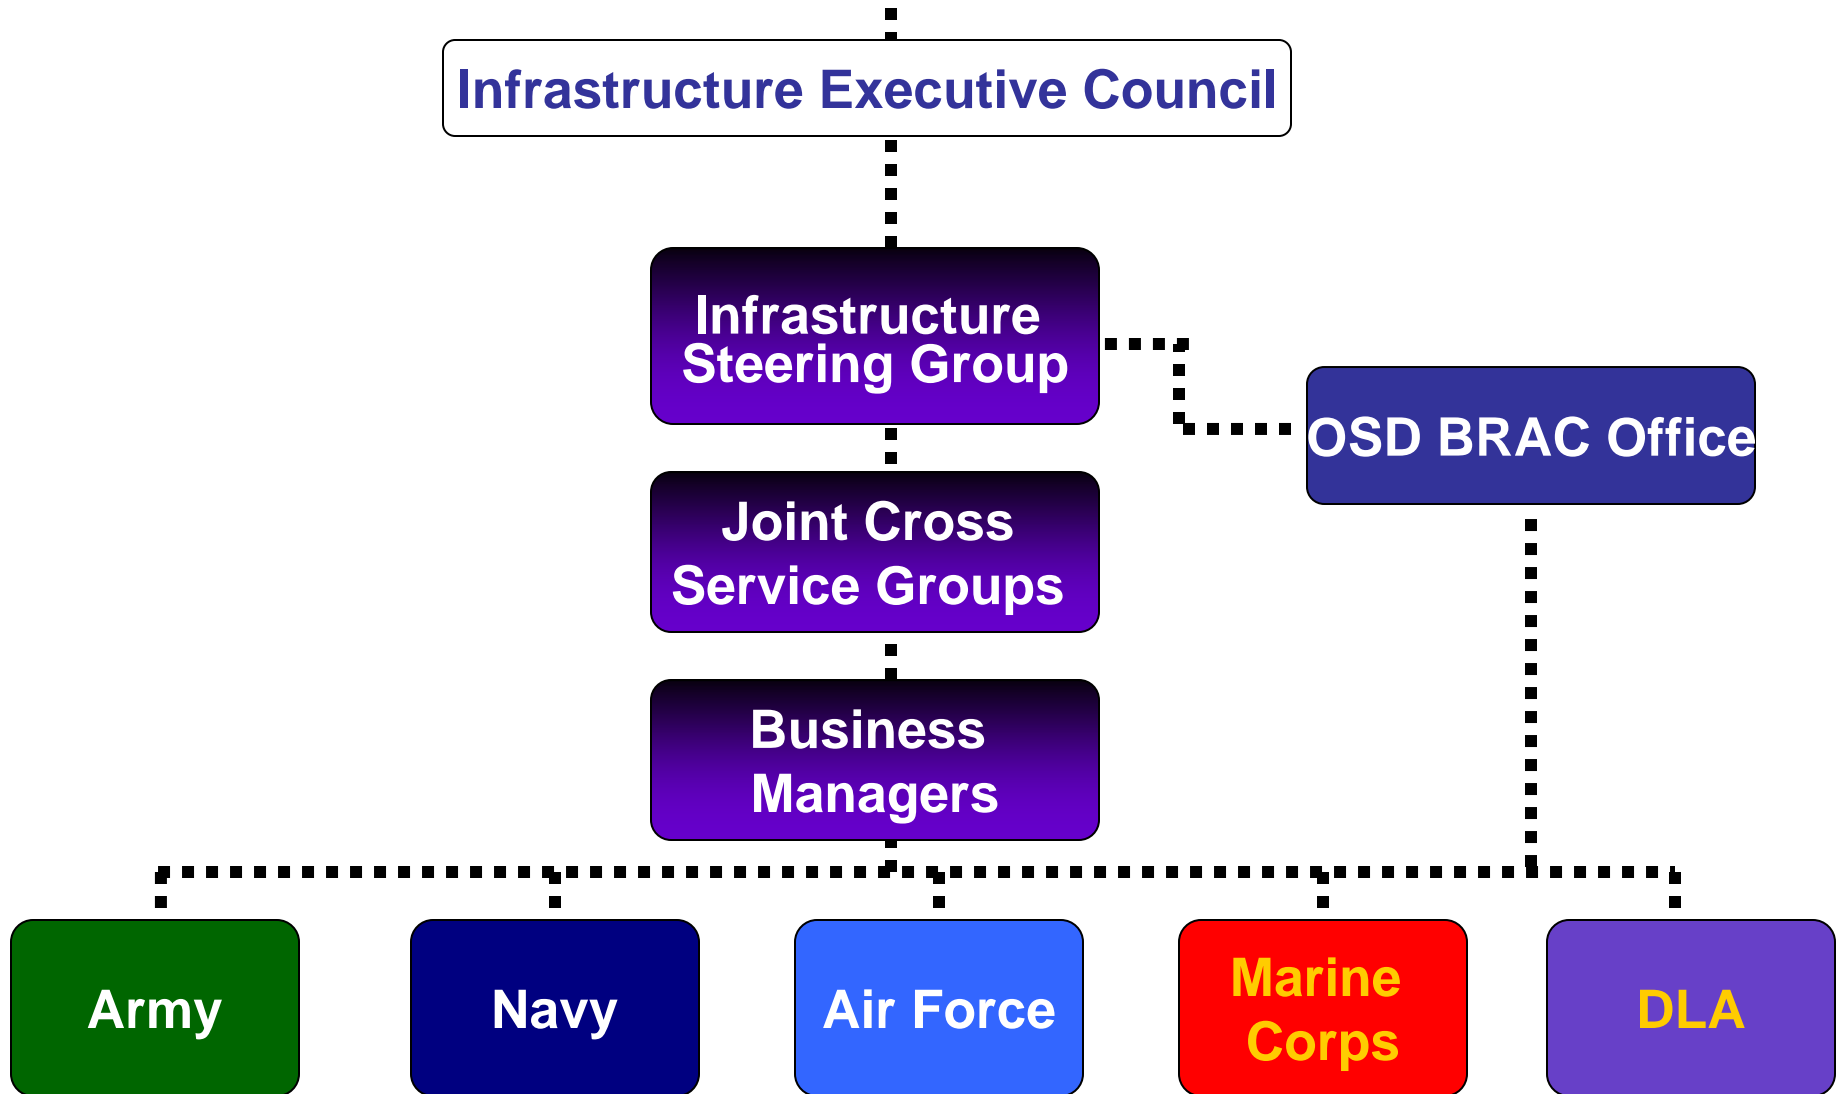 Infrastructure Executive Council
Infrastructure
Steering Group
OSD BRAC Office
Joint Cross
Service Groups
Business
Managers
Army
Navy
Air Force
Marine
Corps
DLA